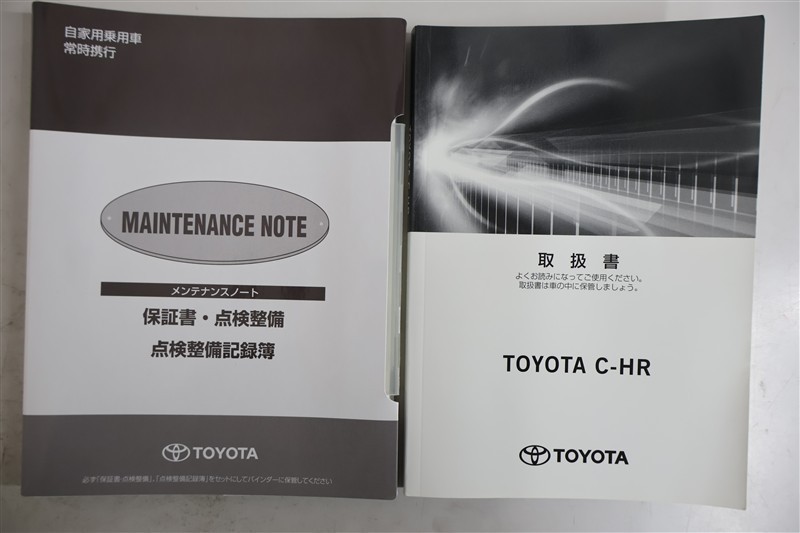 自家用乗用車
常時携行
MAINTENANCE NOTE
メンテナンスノート
保証書・点検整備
点検整備記録簿
TOYOTA
必ず「保証書・点検整備」、「点検整備記録簿」をセットにしてバインダーに保管してください
TOYOTA C-HR
取扱書
よくお読みになってご使用ください。
取扱書は車の中に保管しましょう。
TOYOTA C-HR
TOYOTA